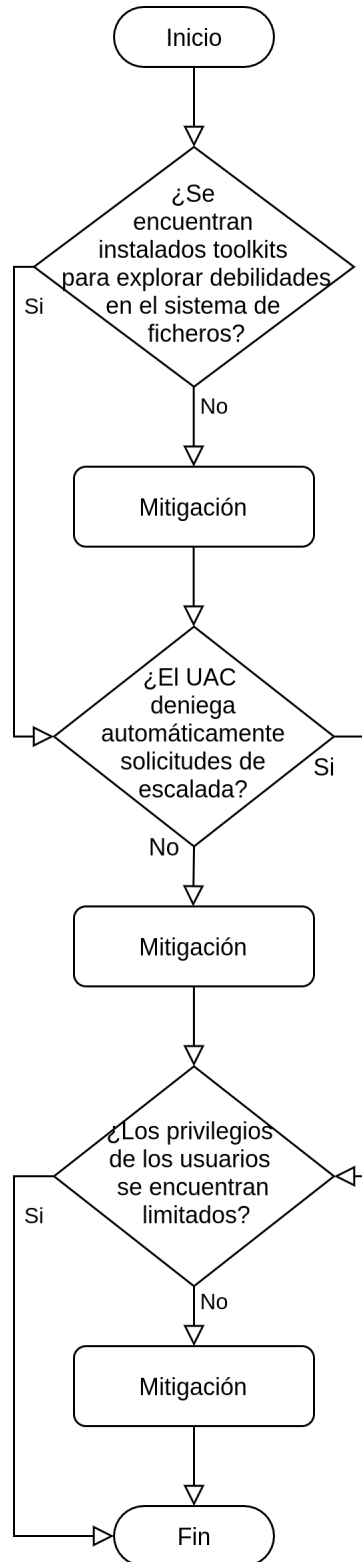 Inicio
¿Se
encuentran
instalados toolkits
para explorar debilidades
en el sistema de
ficheros?
Si
No
Mitigación
¿El UAC
deniega
automáticamente
solicitudes de
escalada?
Si
No
Mitigación
¿Los privilegios
de los usuarios
se encuentran
limitados?
Si
No
Mitigación
Fin